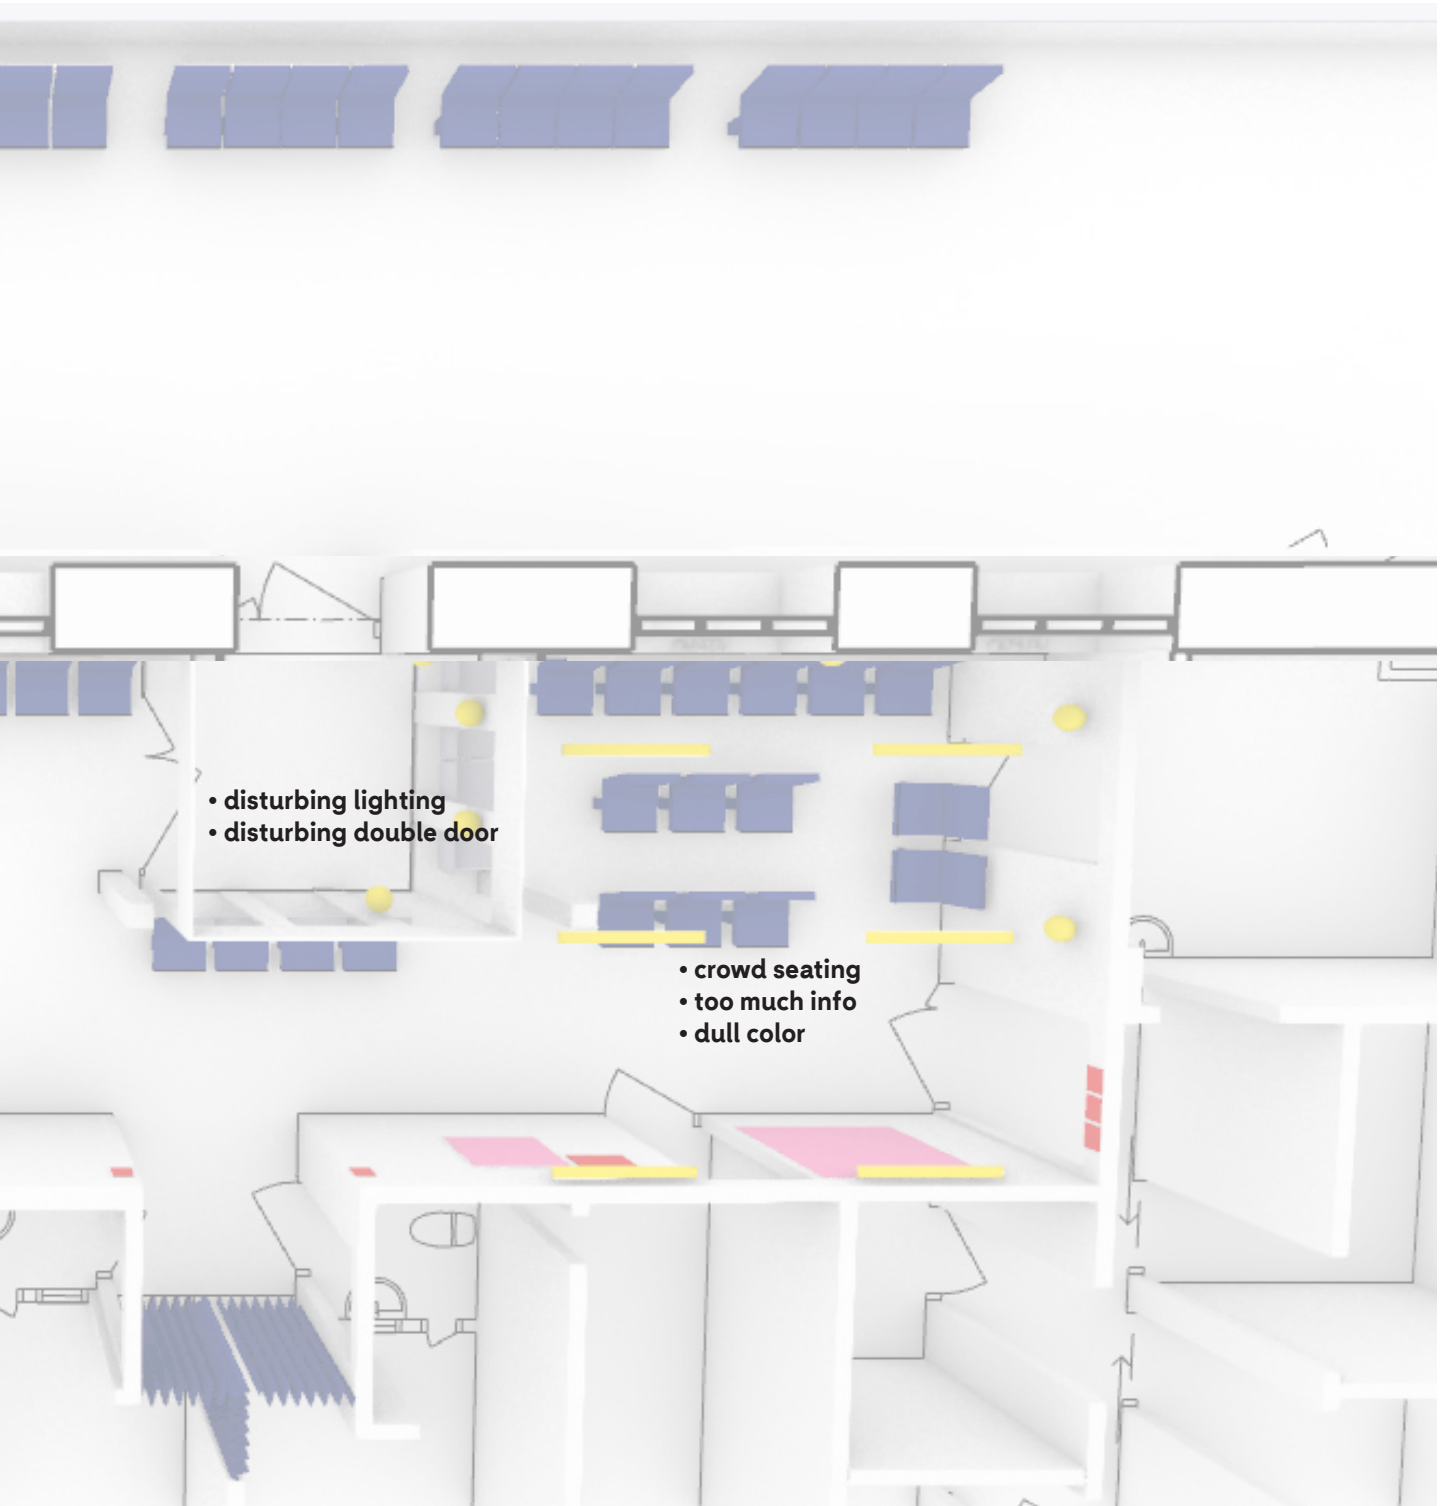 • disturbing lighting
• disturbing double door
• crowd seating
• too much info
• dull color